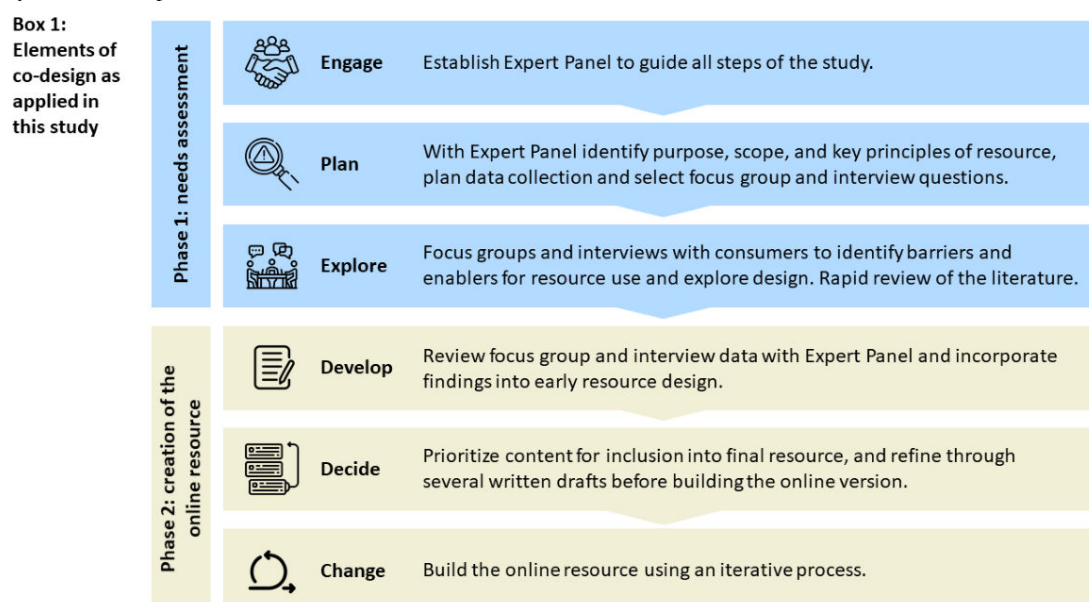 Box 1:
Elements of
co-design as
applied in
this study
Phase 1: needs assessment
Engage
Establish Expert Panel to guide all steps of the study.
Plan
With Expert Panel identify purpose, scope, and key principles of resource,
plan data collection and select focus group and interview questions.
Explore
Focus groups and interviews with consumers to identify barriers and
enablers for resource use and explore design. Rapid review of the literature.
Phase 2: creation of the
online resource
Develop
Review focus group and interview data with Expert Panel and incorporate
findings into early resource design.
Decide
Prioritize content for inclusion into final resource, and refine through
several written drafts before building the online version.
Change
Build the online resource using an iterative process.